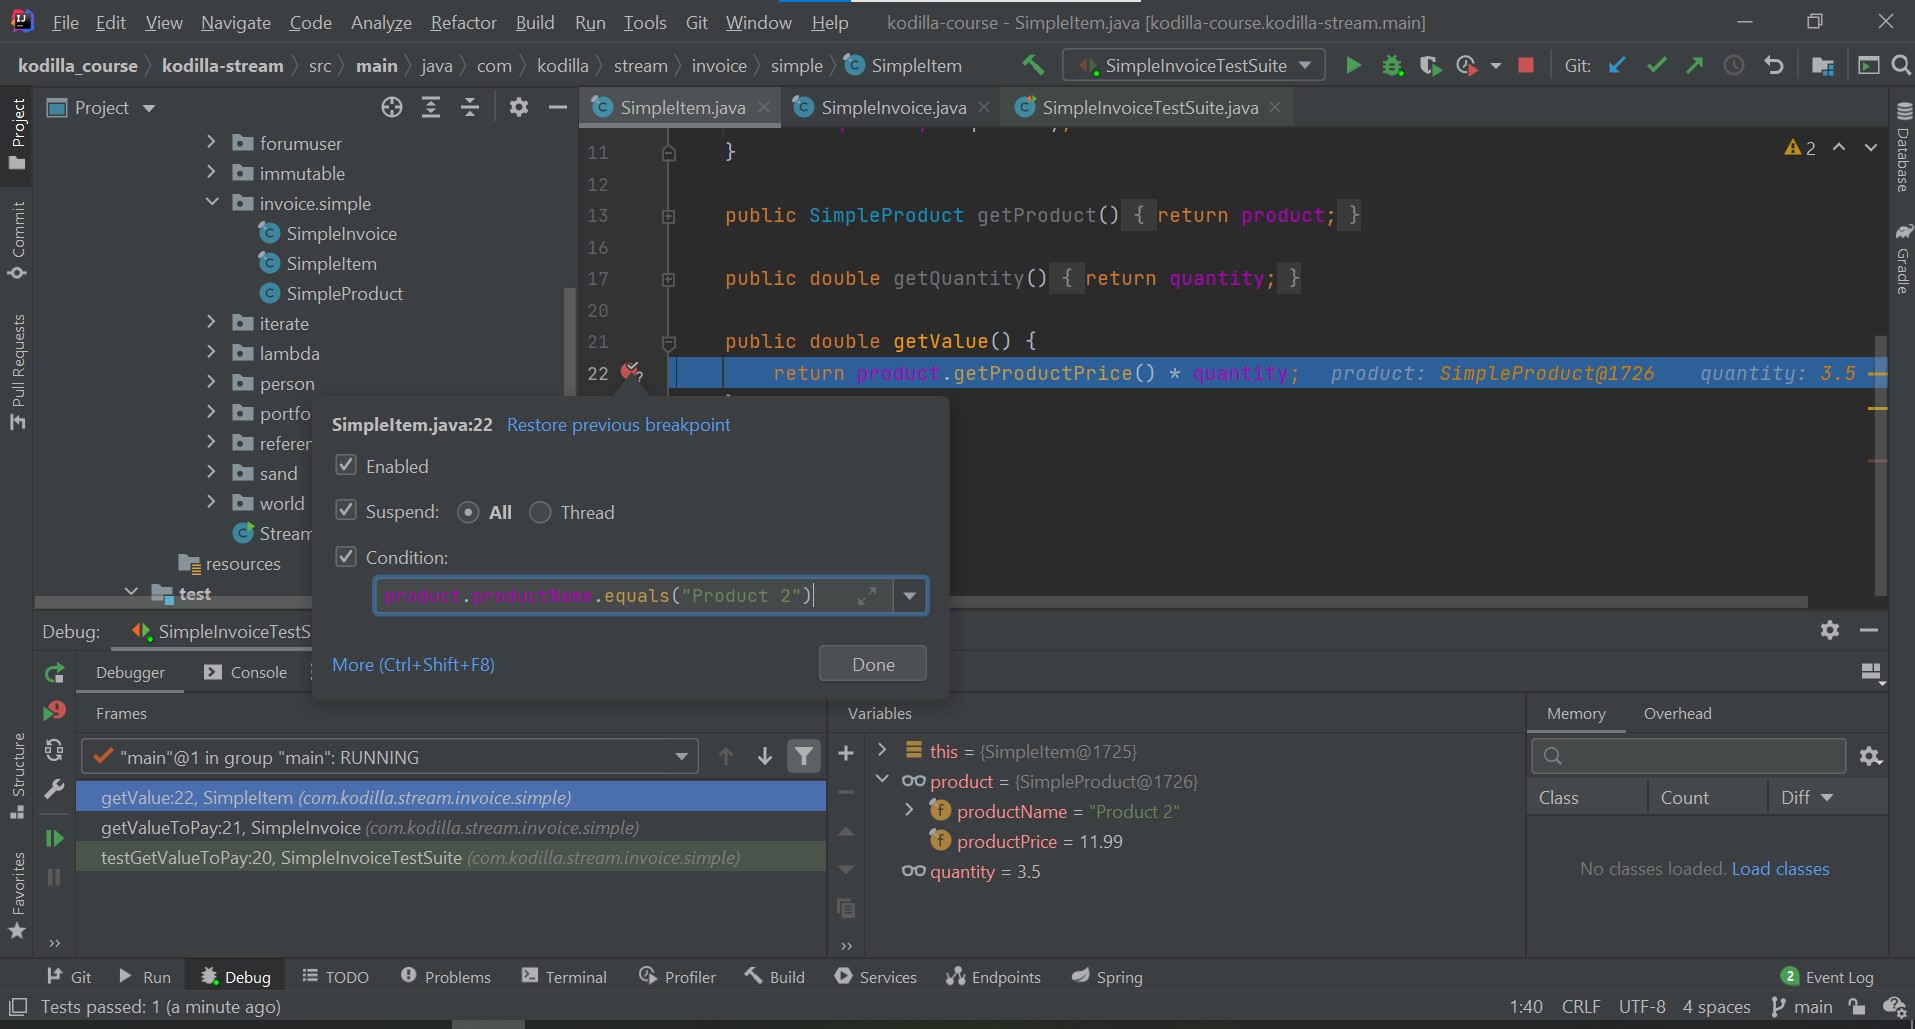 File Edit View Navigate Code Analyze Refactor Build Run Tools Git Window Help kodilla-course - SimpleItem.java [kodilla-course.kodilla-stream.main]
kodilla_course kodilla-stream src main java com kodilla stream invoice simple SimpleItem SimpleInvoiceTestSuite Git:
Project
SimpleItem.java SimpleInvoice.java SimpleInvoiceTestSuite.java
forumuser
immutable
invoice.simple
SimpleInvoice
SimpleItem
SimpleProduct
iterate
lambda
person
portfo
referen
sand
world
Stream
resources
test
11 }
2
12
13 public SimpleProduct getProduct() { return product; }
16
17 public double getQuantity() { return quantity; }
20
21 public double getValue() {
22 return product.getProductPrice() * quantity; product: SimpleProduct@1726 quantity: 3.5
SimpleItem.java:22 Restore previous breakpoint
Enabled
Suspend: All Thread
Condition:
product.productName.equals("Product 2")
More (Ctrl+Shift+F8) Done
Debug: SimpleInvoiceTestS
Debugger Console
Frames
"main"@1 in group "main": RUNNING
getValue:22, SimpleItem (com.kodilla.stream.invoice.simple)
getValueToPay:21, SimpleInvoice (com.kodilla.stream.invoice.simple)
testGetValueToPay:20, SimpleInvoiceTestSuite (com.kodilla.stream.invoice.simple)
Variables
this = {SimpleItem@1725}
product = {SimpleProduct@1726}
productName = "Product 2"
productPrice = 11.99
quantity = 3.5
Memory Overhead
Class Count Diff
No classes loaded. Load classes
Project
Commit
Pull Requests
Structure
Favorites
Database
Gradle
Git Run Debug TODO Problems Terminal Profiler Build Services Endpoints Spring 2 Event Log
Tests passed: 1 (a minute ago) 1:40 CRLF UTF-8 4 spaces main